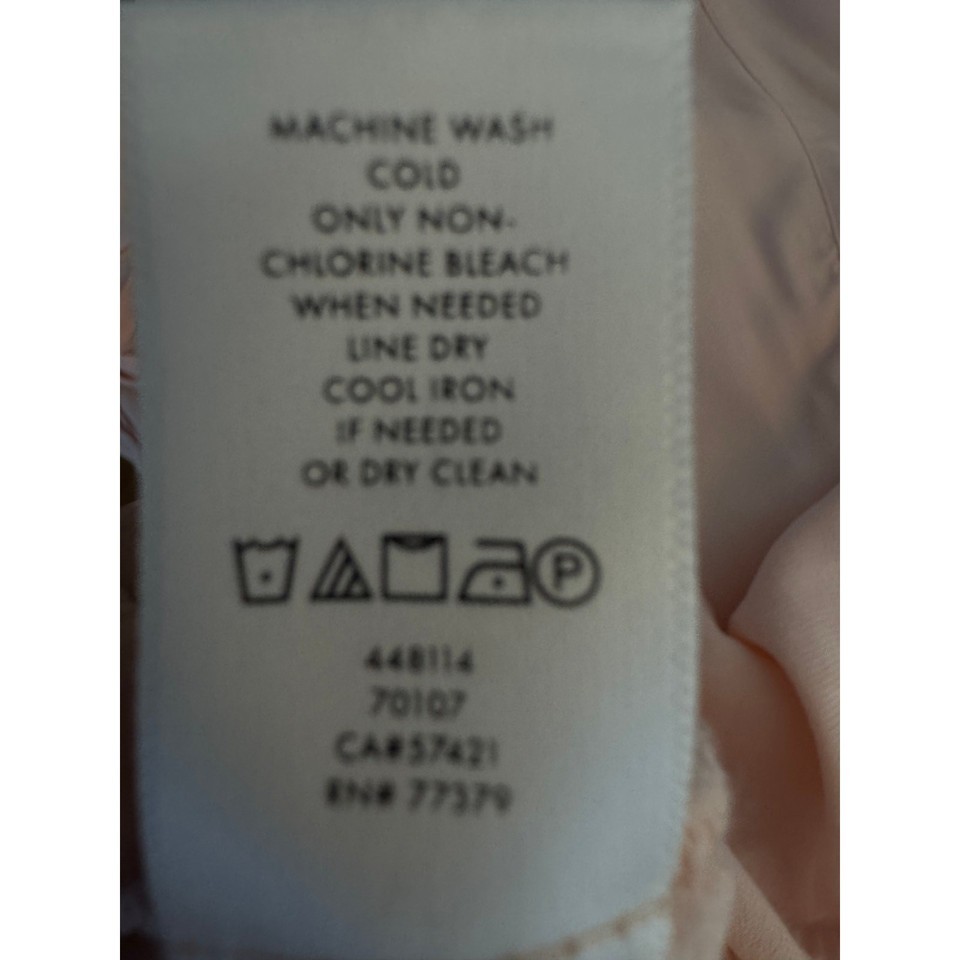 MACHINE WASH
COLD
ONLY NON-
CHLORINE BLEACH
WHEN NEEDED
LINE DRY
COOL IRON
IF NEEDED
OR DRY CLEAN
P
448114
70107
CA#57421
RN# 77379